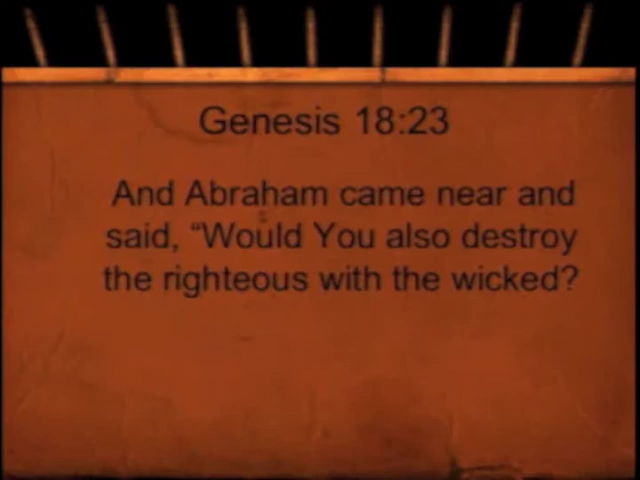 Genesis 18:23
And Abraham came near and
said, “Would You also destroy
the righteous with the wicked?